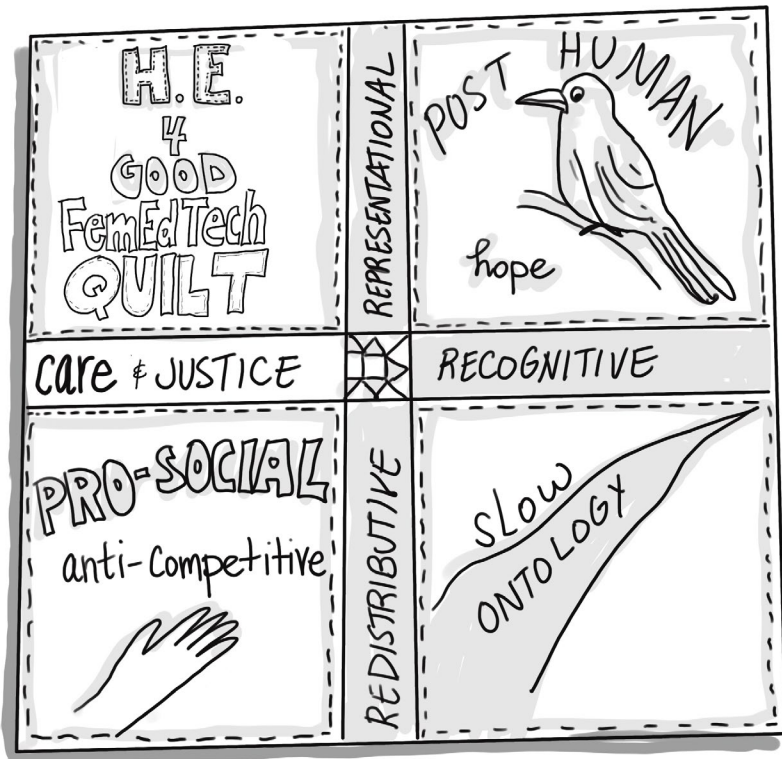 H.E.
4
GOOD
FemEdTech
QUILT
REPRESENTATIONAL
POST HUMAN
hope
care & JUSTICE
RECOGNITIVE
PRO-SOCIAL
anti-competitive
REDISTRIBUTIVE
SLOW
ONTOLOGY